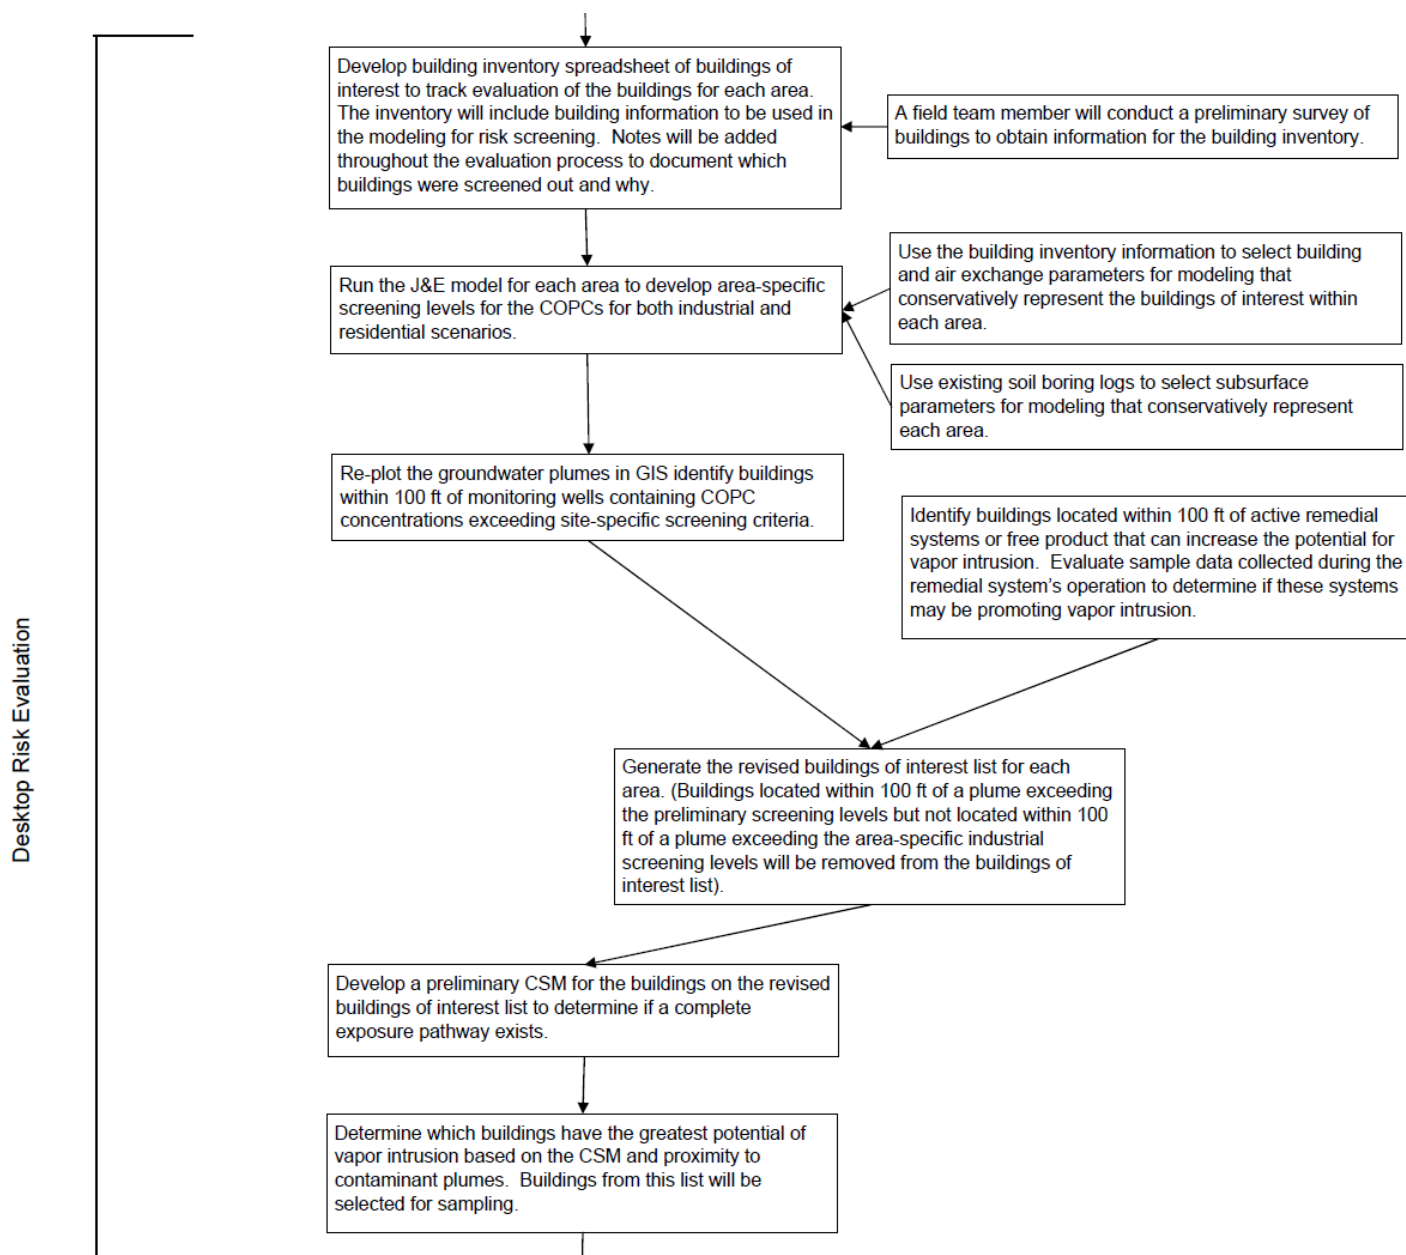 Develop building inventory spreadsheet of buildings of
interest to track evaluation of the buildings for each area.
The inventory will include building information to be used in
the modeling for risk screening.  Notes will be added
throughout the evaluation process to document which
buildings were screened out and why.
A field team member will conduct a preliminary survey of
buildings to obtain information for the building inventory.
Run the J&E model for each area to develop area-specific
screening levels for the COPCs for both industrial and
residential scenarios.
Use the building inventory information to select building
and air exchange parameters for modeling that
conservatively represent the buildings of interest within
each area.
Use existing soil boring logs to select subsurface
parameters for modeling that conservatively represent
each area.
Re-plot the groundwater plumes in GIS identify buildings
within 100 ft of monitoring wells containing COPC
concentrations exceeding site-specific screening criteria.
Identify buildings located within 100 ft of active remedial
systems or free product that can increase the potential for
vapor intrusion.  Evaluate sample data collected during the
remedial system's operation to determine if these systems
may be promoting vapor intrusion.
Desktop Risk Evaluation
Generate the revised buildings of interest list for each
area. (Buildings located within 100 ft of a plume exceeding
the preliminary screening levels but not located within 100
ft of a plume exceeding the area-specific industrial
screening levels will be removed from the buildings of
interest list).
Develop a preliminary CSM for the buildings on the revised
buildings of interest list to determine if a complete
exposure pathway exists.
Determine which buildings have the greatest potential of
vapor intrusion based on the CSM and proximity to
contaminant plumes.  Buildings from this list will be
selected for sampling.